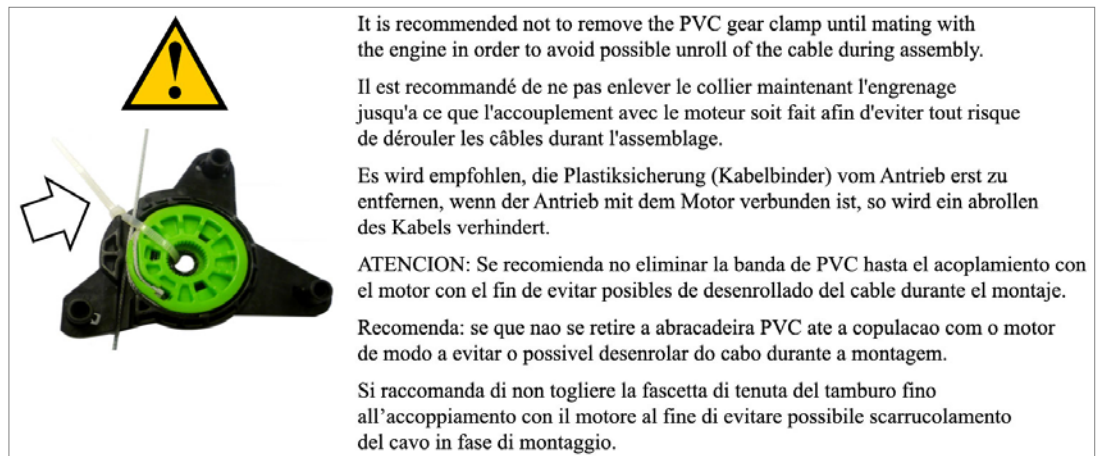 It is recommended not to remove the PVC gear clamp until mating with
the engine in order to avoid possible unroll of the cable during assembly.
Il est recommandé de ne pas enlever le collier maintenant l'engrenage
jusqu'a ce que l'accouplement avec le moteur soit fait afin d'eviter tout risque
de dérouler les câbles durant l'assemblage.
Es wird empfohlen, die Plastiksicherung (Kabelbinder) vom Antrieb erst zu
entfernen, wenn der Antrieb mit dem Motor verbunden ist, so wird ein abrollen
des Kabels verhindert.
ATENCION: Se recomienda no eliminar la banda de PVC hasta el acoplamiento con
el motor con el fin de evitar posibles de desenrollado del cable durante el montaje.
Recomenda: se que nao se retire a abracadeira PVC ate a copulacao com o motor
de modo a evitar o possivel desenrolar do cabo durante a montagem.
Si raccomanda di non togliere la fascetta di tenuta del tamburo fino
all’accoppiamento con il motore al fine di evitare possibile scarrucolamento
del cavo in fase di montaggio.